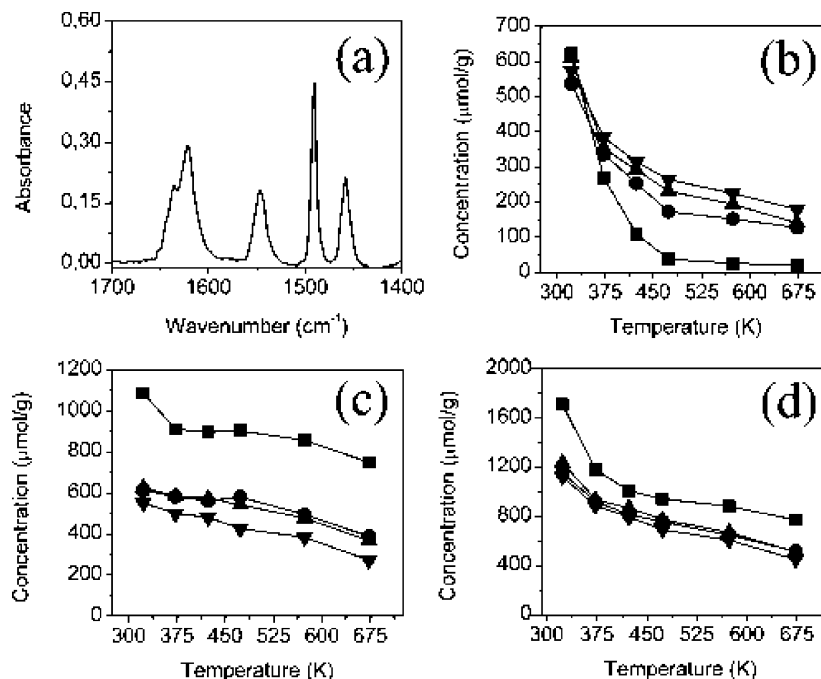 (a)
0,60
0,45
0,30
0,15
0,00
Absorbance
1700 1600 1500 1400
Wavenumber (cm-1)
(b)
700
600
500
400
300
200
100
0
Concentration (μmol/g)
300 375 450 525 600 675
Temperature (K)
(c)
1200
1000
800
600
400
200
0
Concentration (μmol/g)
300 375 450 525 600 675
Temperature (K)
(d)
2000
1600
1200
800
400
0
Concentration (μmol/g)
300 375 450 525 600 675
Temperature (K)